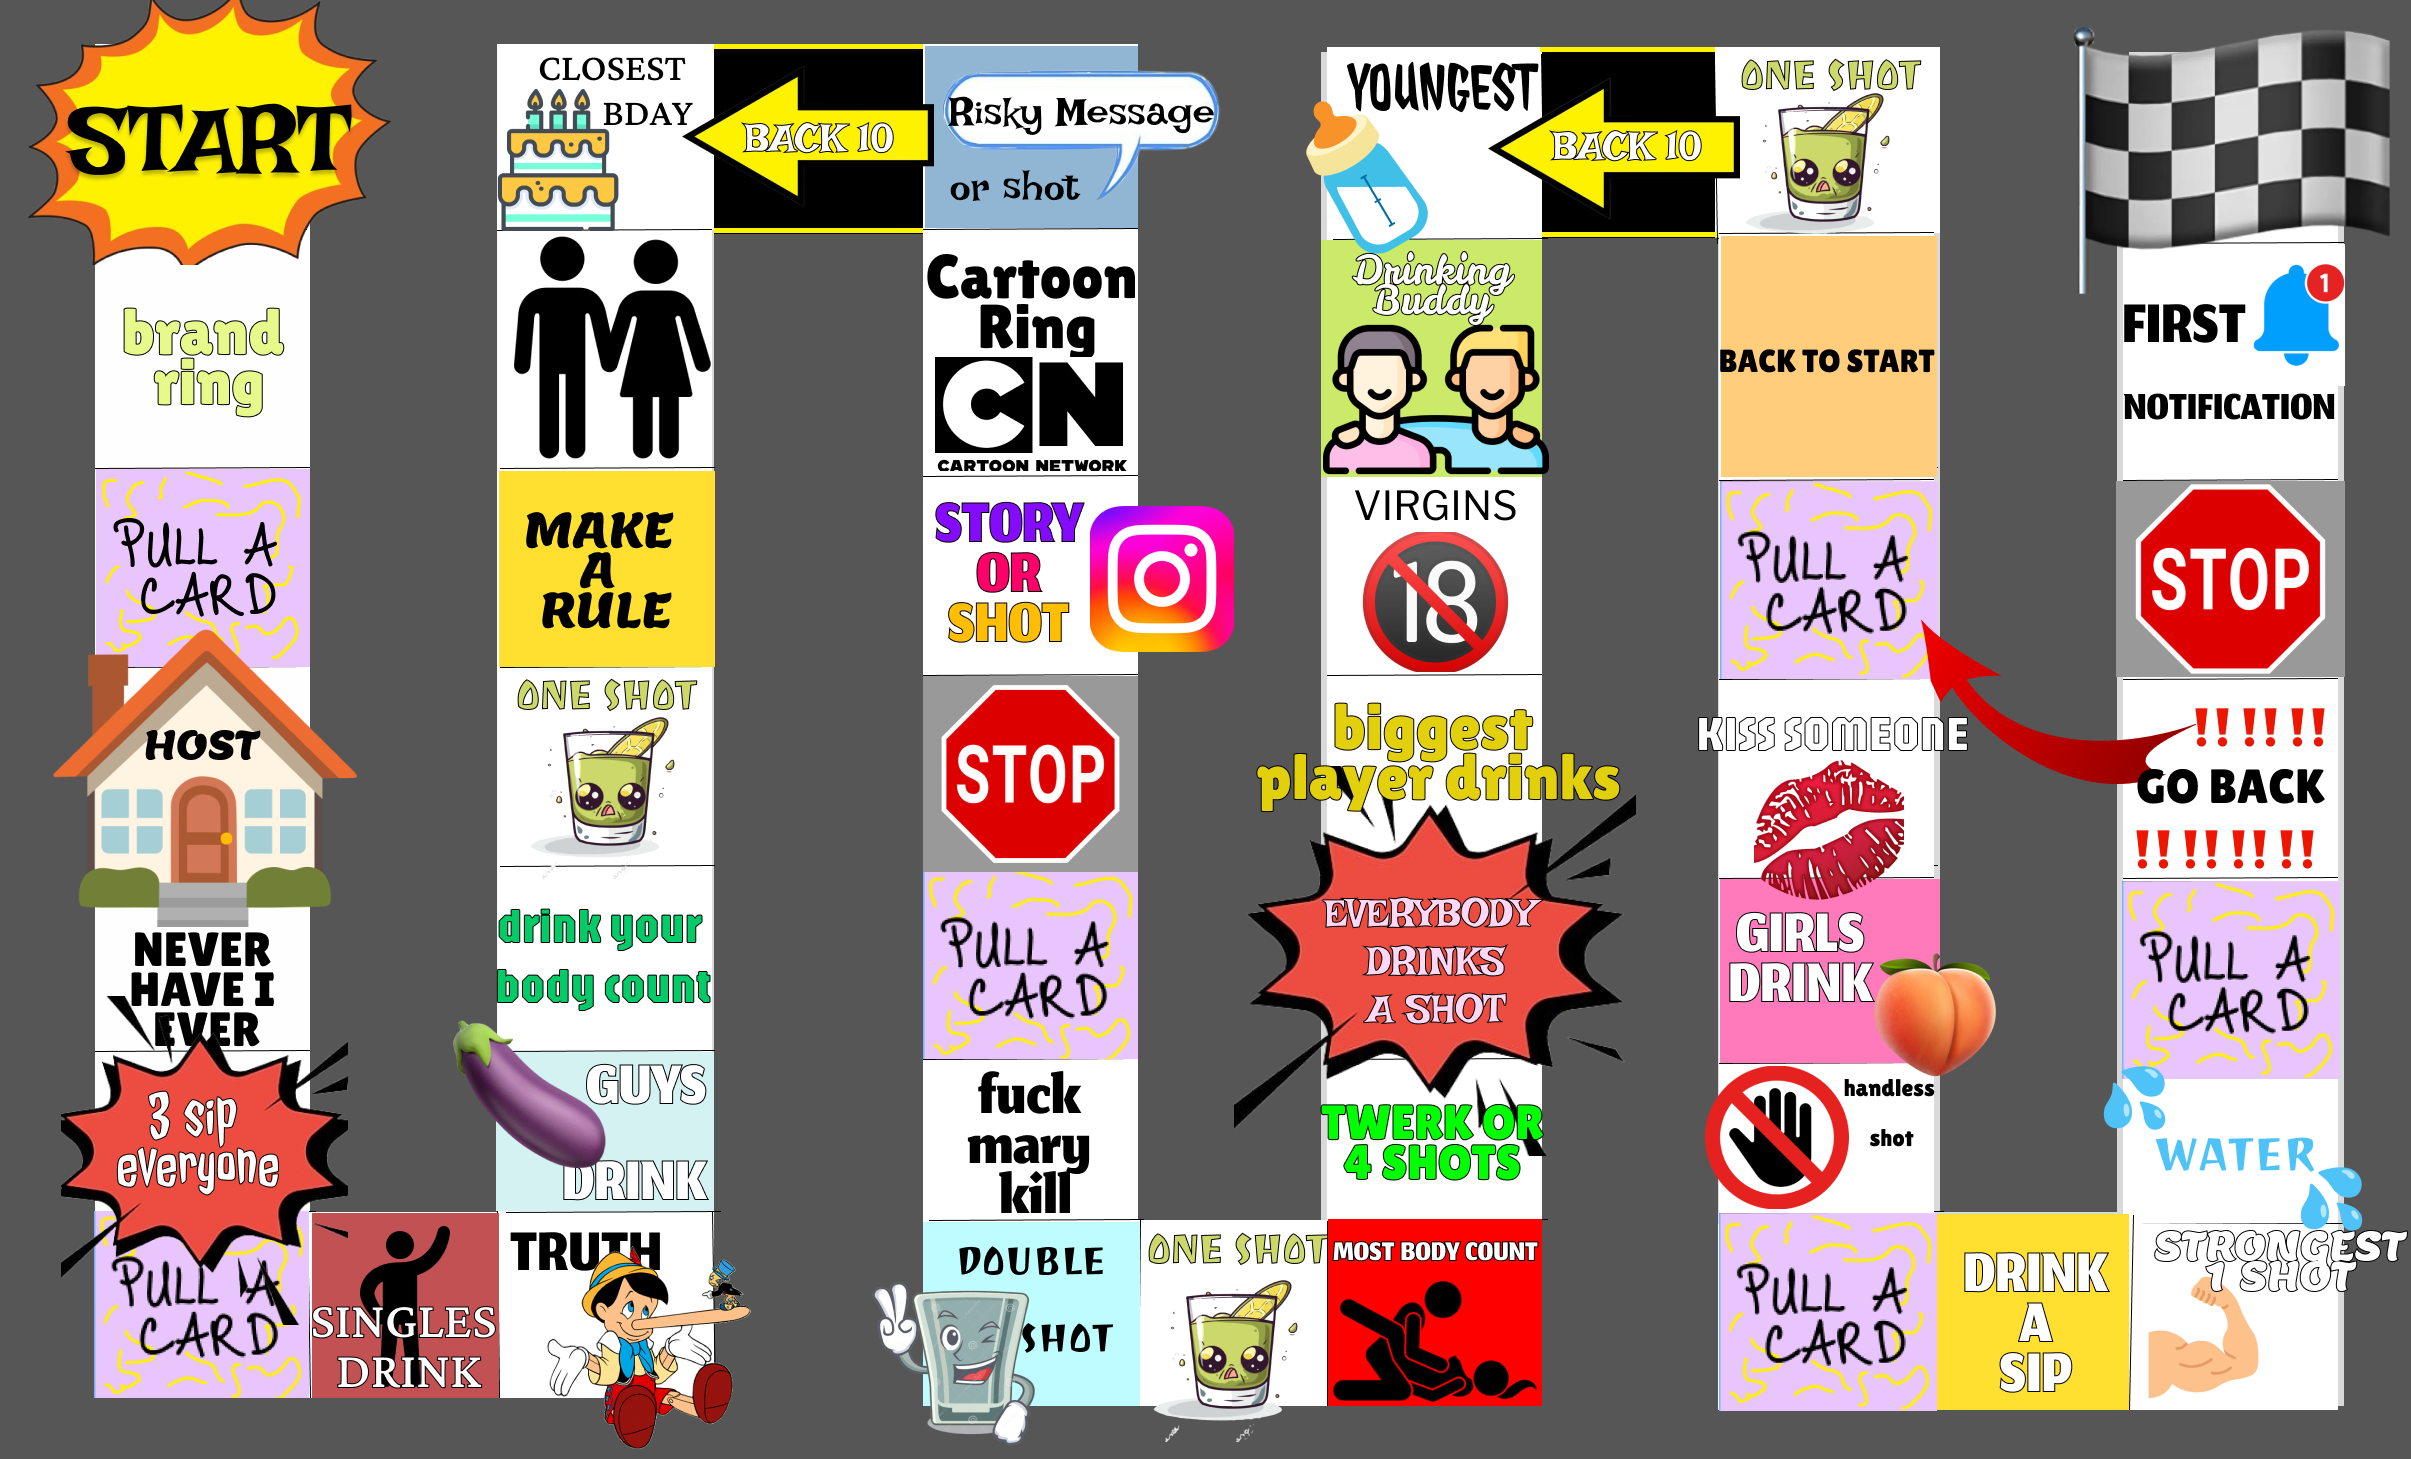 START
brand
ring
PULL A
CARD
HOST
NEVER
HAVE I
EVER
3 sip
everyone
PULL A
CARD
SINGLES
DRINK
TRUTH
GUYS
DRINK
drink your
body count
ONE SHOT
MAKE
A
RULE
CLOSEST
BDAY
BACK 10
Risky Message
or shot
Cartoon
Ring
CN
CARTOON NETWORK
STORY
OR
SHOT
STOP
PULL A
CARD
fuck
mary
kill
DOUBLE
SHOT
ONE SHOT
MOST BODY COUNT
TWERK OR
4 SHOTS
EVERYBODY
DRINKS
A SHOT
biggest
player drinks
VIRGINS
18
Drinking
Buddy
YOUNGEST
BACK 10
ONE SHOT
BACK TO START
PULL A
CARD
KISS SOMEONE
GIRLS
DRINK
handless
shot
PULL A
CARD
DRINK
A
SIP
STRONGEST
1 SHOT
WATER
PULL A
CARD
!! !! !!
GO BACK
!! !! !! !!
STOP
FIRST
1
NOTIFICATION